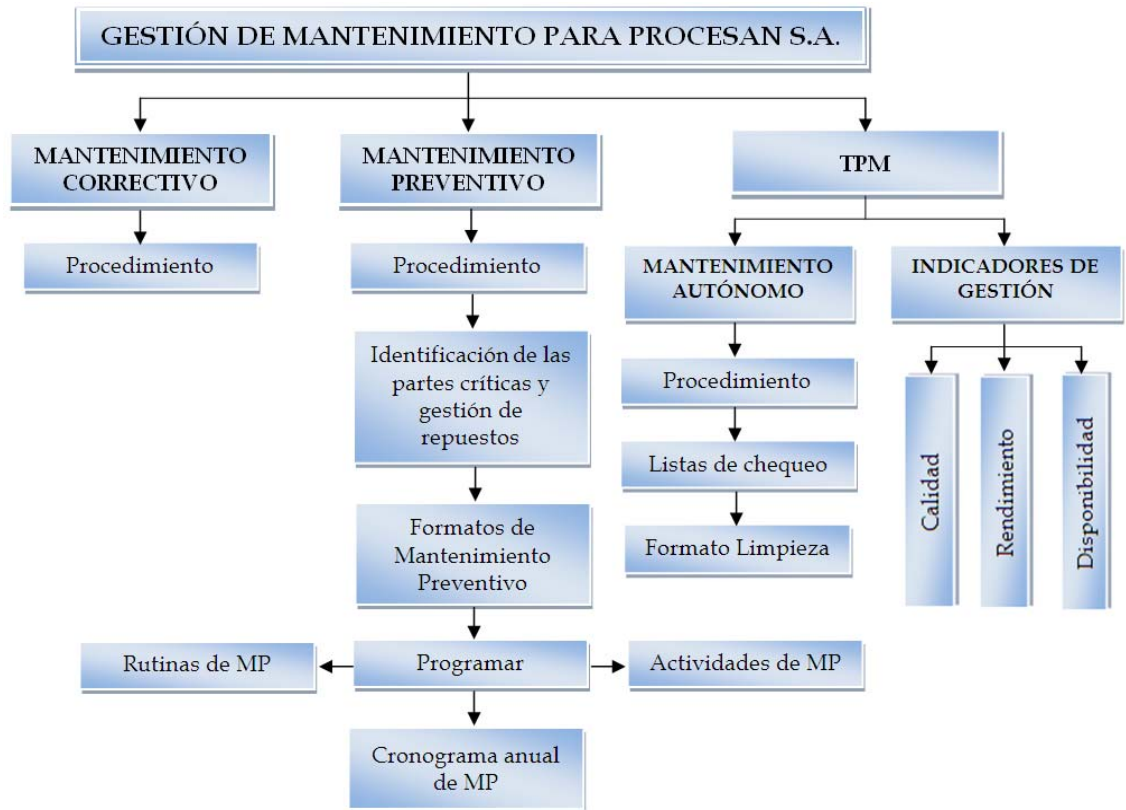 GESTIÓN DE MANTENIMIENTO PARA PROCESAN S.A.
MANTENIMIENTO
CORRECTIVO
MANTENIMIENTO
PREVENTIVO
TPM
Procedimiento
Procedimiento
MANTENIMIENTO
AUTÓNOMO
INDICADORES DE
GESTIÓN
Identificación de las
partes críticas y
gestión de
repuestos
Procedimiento
Listas de chequeo
Formato Limpieza
Calidad
Rendimiento
Disponibilidad
Formatos de
Mantenimiento
Preventivo
Rutinas de MP
Programar
Actividades de MP
Cronograma anual
de MP